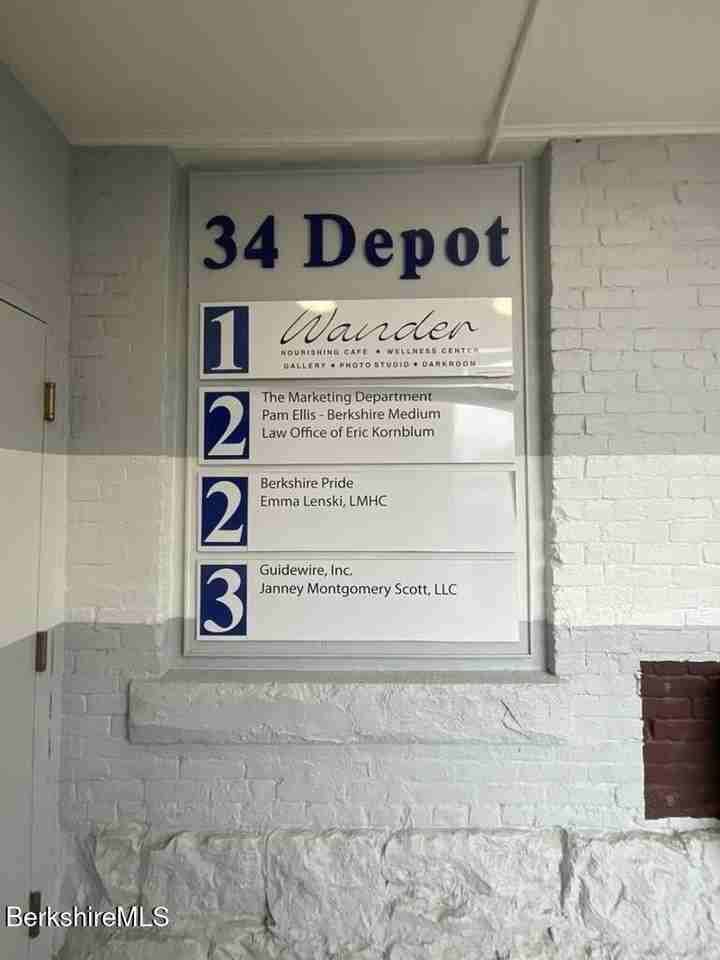 34 Depot
1
Wander
NOURISHING CAFE • WELLNESS CENTER
GALLERY • PHOTO STUDIO • DARKROOM
2
The Marketing Department
Pam Ellis - Berkshire Medium
Law Office of Eric Kornblum
2
Berkshire Pride
Emma Lenski, LMHC
3
Guidewire, Inc.
Janney Montgomery Scott, LLC
BerkshireMLS